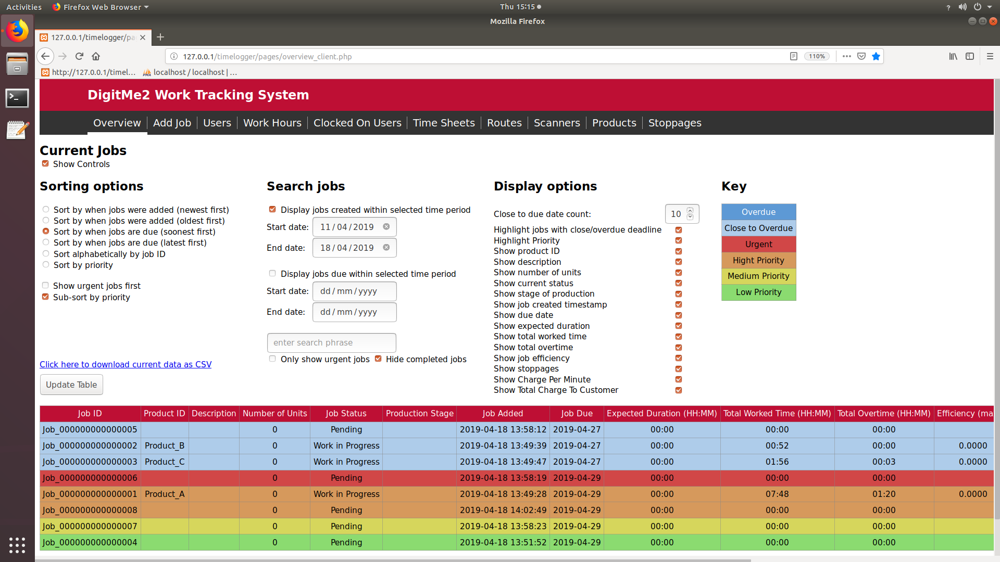 Activities Firefox Web Browser Thu 15:15 ?
Mozilla Firefox
127.0.0.1/timelogger/pa
127.0.0.1/timelogger/pages/overview_client.php 110%
http://127.0.0.1/timel… PMA localhost / localhost | …
DigitMe2 Work Tracking System
Overview Add Job Users Work Hours Clocked On Users Time Sheets Routes Scanners Products Stoppages
Current Jobs
Show Controls
Sorting options
Sort by when jobs were added (newest first)
Sort by when jobs were added (oldest first)
Sort by when jobs are due (soonest first)
Sort by when jobs are due (latest first)
Sort alphabetically by job ID
Sort by priority
Show urgent jobs first
Sub-sort by priority
Click here to download current data as CSV
Update Table
Search jobs
Display jobs created within selected time period
Start date: 11/04/2019
End date: 18/04/2019
Display jobs due within selected time period
Start date: dd/mm/yyyy
End date: dd/mm/yyyy
enter search phrase
Only show urgent jobs Hide completed jobs
Display options
Close to due date count: 10
Highlight jobs with close/overdue deadline
Highlight Priority
Show product ID
Show description
Show number of units
Show current status
Show stage of production
Show job created timestamp
Show due date
Show expected duration
Show total worked time
Show total overtime
Show job efficiency
Show stoppages
Show Charge Per Minute
Show Total Charge To Customer
Key
Overdue
Close to Overdue
Urgent
Hight Priority
Medium Priority
Low Priority
Job ID Product ID Description Number of Units Job Status Production Stage Job Added Job Due Expected Duration (HH:MM) Total Worked Time (HH:MM) Total Overtime (HH:MM) Efficiency (ma
Job_000000000000005 0 Pending 2019-04-18 13:58:12 2019-04-27 00:00 00:00 00:00
Job_000000000000002 Product_B 0 Work in Progress 2019-04-18 13:49:39 2019-04-27 00:00 00:52 00:00 0.0000
Job_000000000000003 Product_C 0 Work in Progress 2019-04-18 13:49:47 2019-04-27 00:00 01:56 00:03 0.0000
Job_000000000000006 0 Pending 2019-04-18 13:58:19 2019-04-29 00:00 00:00 00:00
Job_000000000000001 Product_A 0 Work in Progress 2019-04-18 13:49:28 2019-04-29 00:00 07:48 01:20 0.0000
Job_000000000000008 0 Pending 2019-04-18 14:02:49 2019-04-29 00:00 00:00 00:00
Job_000000000000007 0 Pending 2019-04-18 13:58:23 2019-04-29 00:00 00:00 00:00
Job_000000000000004 0 Pending 2019-04-18 13:51:52 2019-04-29 00:00 00:00 00:00